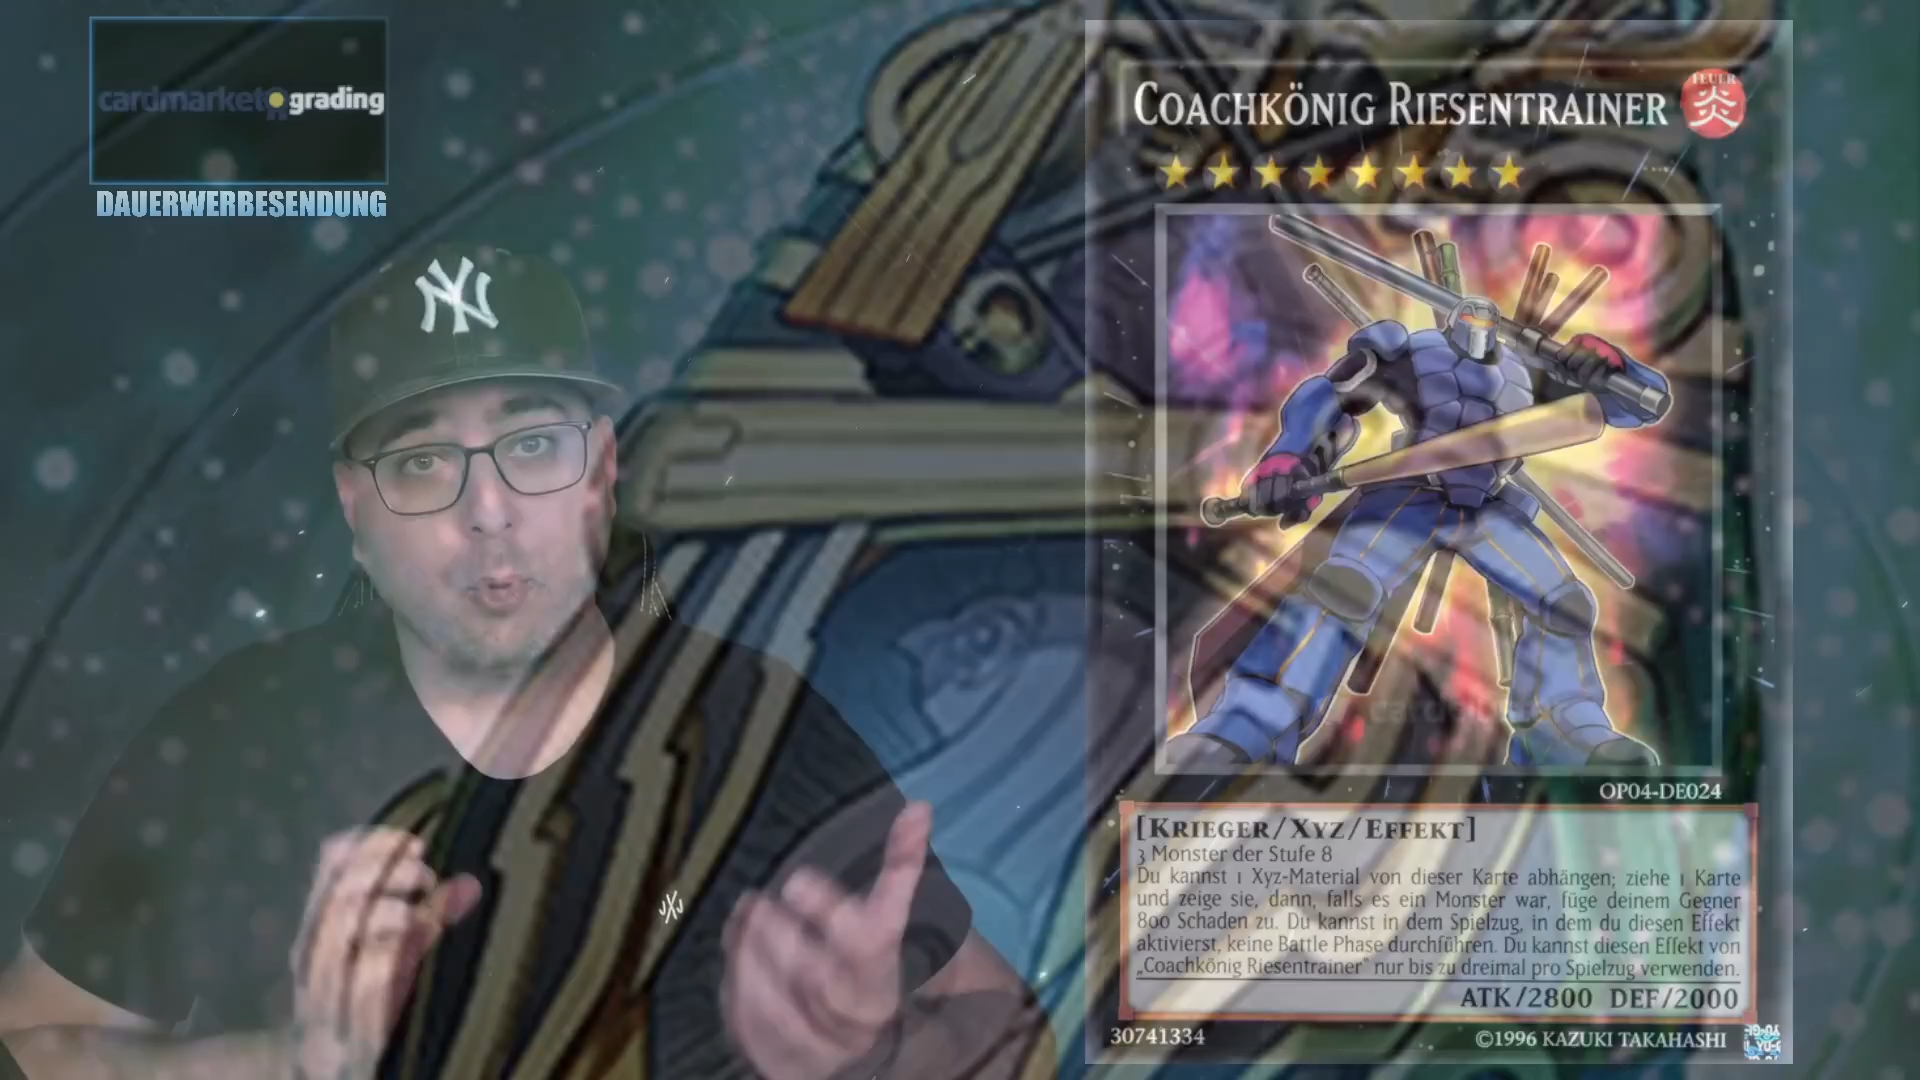 cardmarket grading
DAUERWERBESENDUNG
NY
COACHKÖNIG RIESENTRAINER
FEUER
炎
OP04-DE024
[KRIEGER/XYZ/EFFEKT]
3 Monster der Stufe 8
Du kannst 1 Xyz-Material von dieser Karte abhängen; ziehe 1 Karte
und zeige sie, dann, falls es ein Monster war, füge deinem Gegner
800 Schaden zu. Du kannst in dem Spielzug, in dem du diesen Effekt
aktivierst, keine Battle Phase durchführen. Du kannst diesen Effekt von
„Coachkönig Riesentrainer" nur bis zu dreimal pro Spielzug verwenden.
ATK/2800 DEF/2000
30741334
©1996 KAZUKI TAKAHASHI